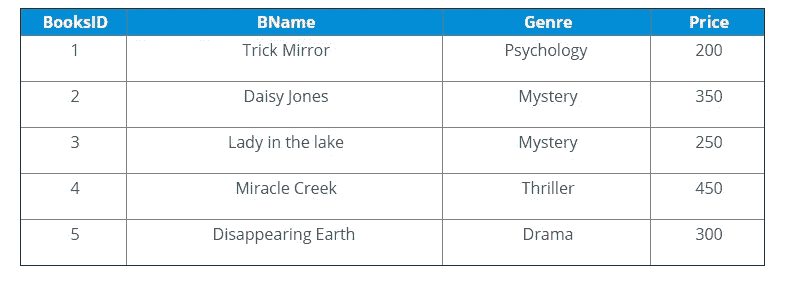 BooksID BName Genre Price
1 Trick Mirror Psychology 200
2 Daisy Jones Mystery 350
3 Lady in the lake Mystery 250
4 Miracle Creek Thriller 450
5 Disappearing Earth Drama 300